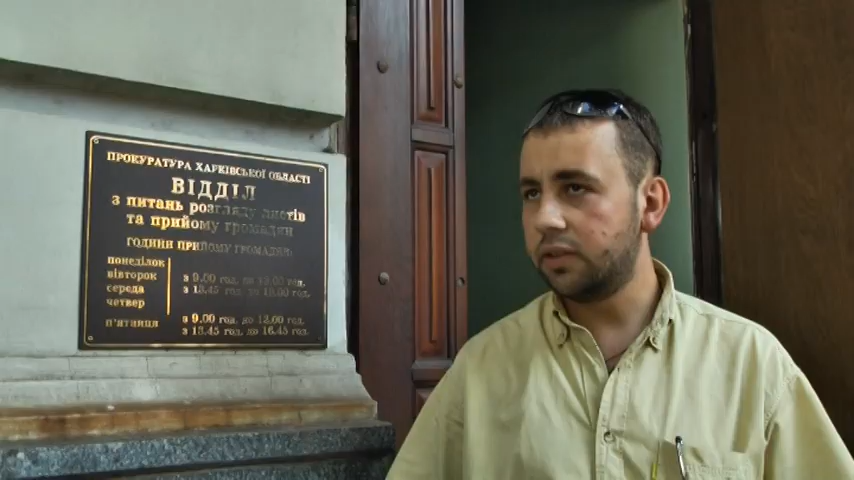 ПРОКУРАТУРА ХАРКІВСЬКОЇ ОБЛАСТІ
ВІДДІЛ
з питань розгляду листів
та прийому громадян
ГОДИНИ ПРИЙОМУ ГРОМАДЯН:
понеділок
вівторок з 9.00 год. до 13.00 год.
середа з 13.45 год. до 18.00 год.
четвер
п'ятниця з 9.00 год. до 13.00 год.
з 13.45 год. до 16.45 год.